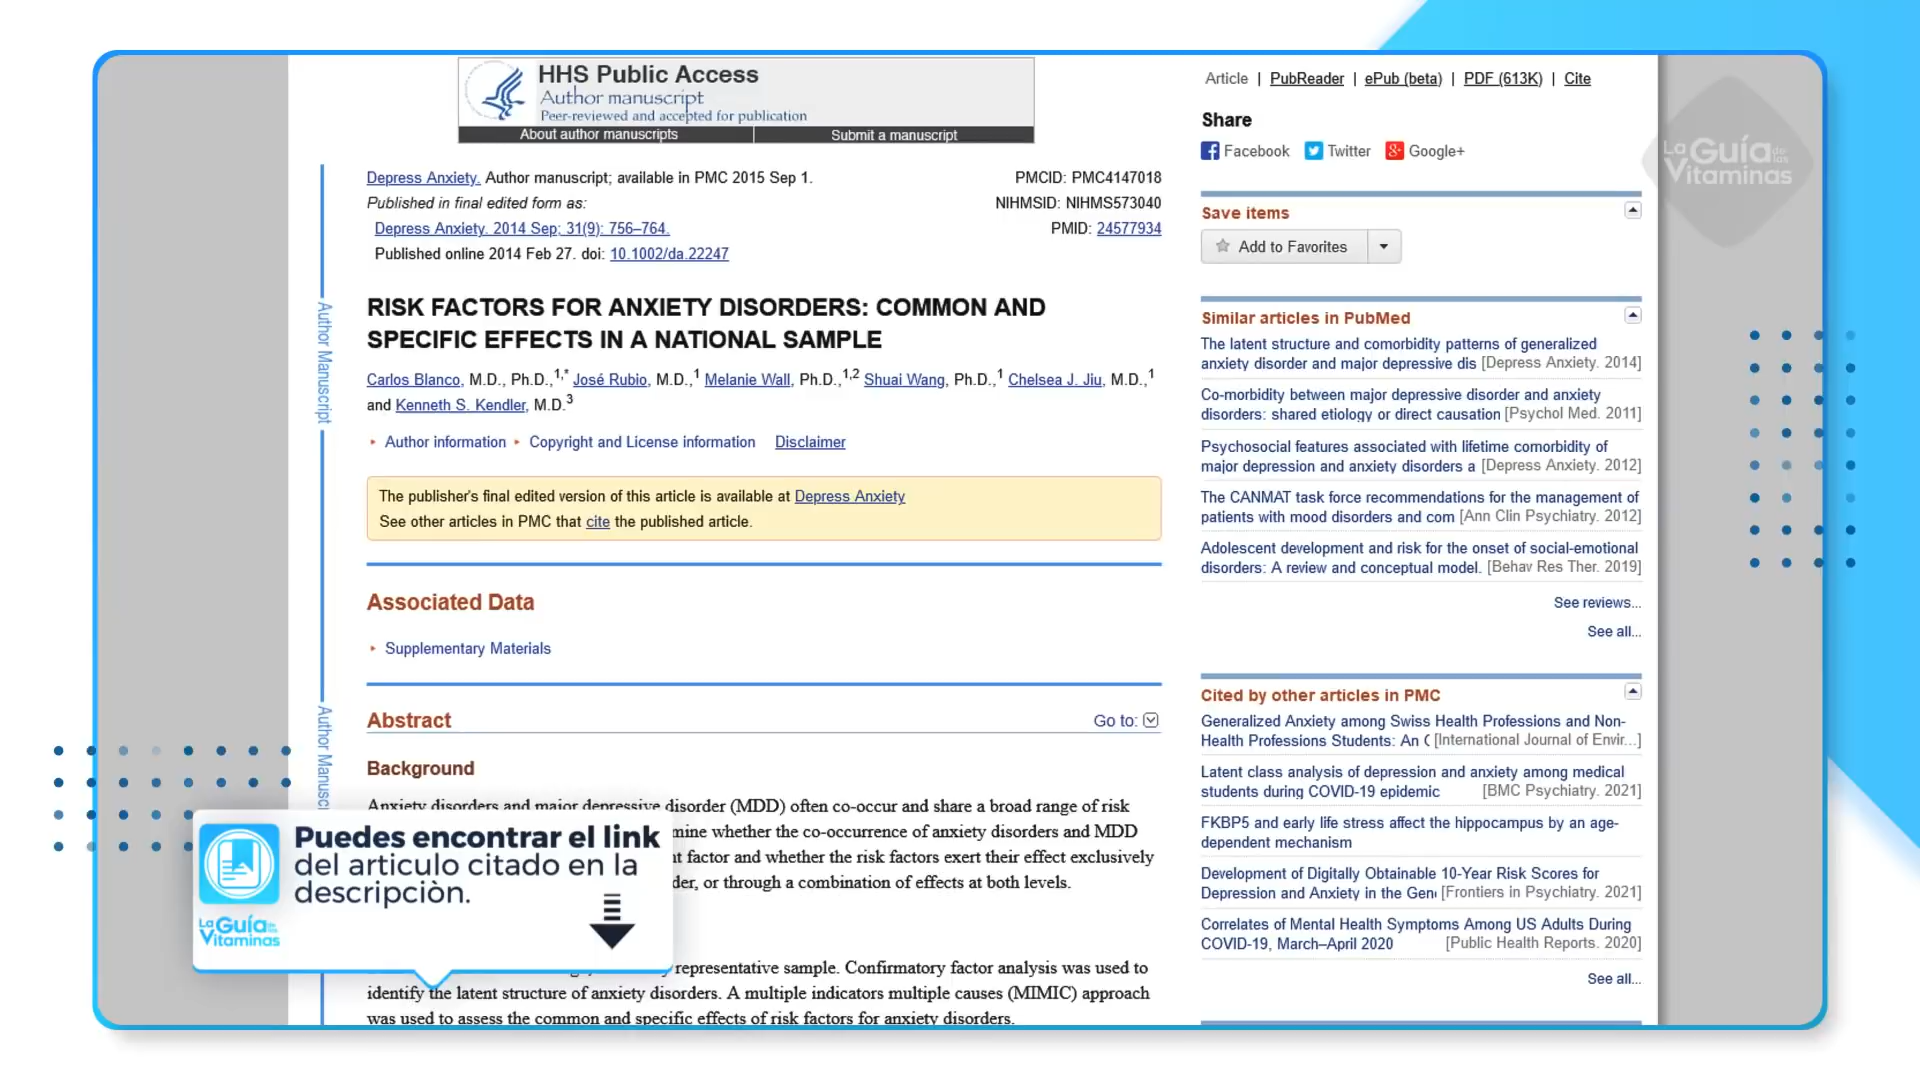 HHS Public Access
Author manuscript
Peer-reviewed and accepted for publication
About author manuscripts
Submit a manuscript
Depress Anxiety. Author manuscript; available in PMC 2015 Sep 1.
Published in final edited form as:
Depress Anxiety. 2014 Sep; 31(9): 756–764.
Published online 2014 Feb 27. doi: 10.1002/da.22247
PMCID: PMC4147018
NIHMSID: NIHMS573040
PMID: 24577934
RISK FACTORS FOR ANXIETY DISORDERS: COMMON AND
SPECIFIC EFFECTS IN A NATIONAL SAMPLE
Carlos Blanco, M.D., Ph.D.,1,* José Rubio, M.D.,1 Melanie Wall, Ph.D.,1,2 Shuai Wang, Ph.D.,1 Chelsea J. Jiu, M.D.,1
and Kenneth S. Kendler, M.D.3
Author information Copyright and License information Disclaimer
The publisher's final edited version of this article is available at Depress Anxiety
See other articles in PMC that cite the published article.
Associated Data
Supplementary Materials
Abstract
Go to:
Background
Anxiety disorders and major depressive disorder (MDD) often co-occur and share a broad range of risk
mine whether the co-occurrence of anxiety disorders and MDD
factor and whether the risk factors exert their effect exclusively
or through a combination of effects at both levels.
representative sample. Confirmatory factor analysis was used to
identify the latent structure of anxiety disorders. A multiple indicators multiple causes (MIMIC) approach
was used to assess the common and specific effects of risk factors for anxiety disorders.
Author Manuscript
Author Manuscri
Puedes encontrar el link
del articulo citado en la
descripciòn.
La Guía de las
Vitaminas
Article | PubReader | ePub (beta) | PDF (613K) | Cite
Share
Facebook Twitter Google+
Save items
Add to Favorites
Similar articles in PubMed
The latent structure and comorbidity patterns of generalized
anxiety disorder and major depressive dis [Depress Anxiety. 2014]
Co-morbidity between major depressive disorder and anxiety
disorders: shared etiology or direct causation [Psychol Med. 2011]
Psychosocial features associated with lifetime comorbidity of
major depression and anxiety disorders a [Depress Anxiety. 2012]
The CANMAT task force recommendations for the management of
patients with mood disorders and com [Ann Clin Psychiatry. 2012]
Adolescent development and risk for the onset of social-emotional
disorders: A review and conceptual model. [Behav Res Ther. 2019]
See reviews...
See all...
Cited by other articles in PMC
Generalized Anxiety among Swiss Health Professions and Non-
Health Professions Students: An [International Journal of Envir...]
Latent class analysis of depression and anxiety among medical
students during COVID-19 epidemic [BMC Psychiatry. 2021]
FKBP5 and early life stress affect the hippocampus by an age-
dependent mechanism
Development of Digitally Obtainable 10-Year Risk Scores for
Depression and Anxiety in the Gen [Frontiers in Psychiatry. 2021]
Correlates of Mental Health Symptoms Among US Adults During
COVID-19, March–April 2020 [Public Health Reports. 2020]
See all...
La Guía de las
Vitaminas